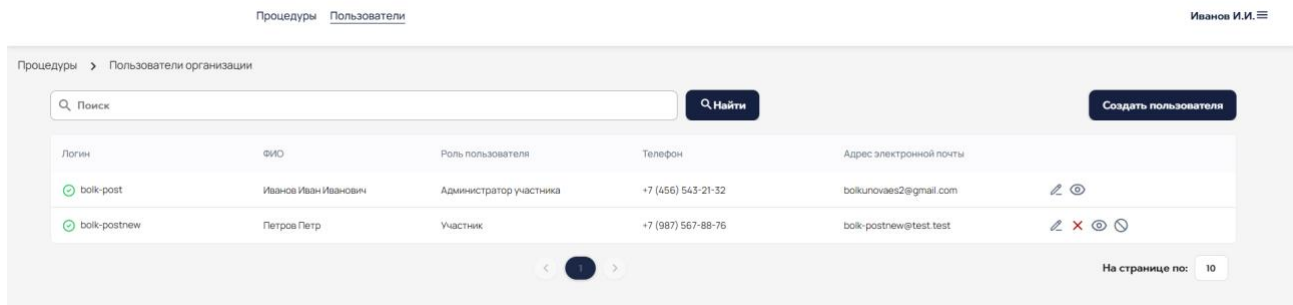 Процедуры Пользователи Иванов И.И.
Процедуры > Пользователи организации
Поиск Найти Создать пользователя
Логин ФИО Роль пользователя Телефон Адрес электронной почты
bolk-post Иванов Иван Иванович Администратор участника +7 (456) 543-21-32 bolkunovaes2@gmail.com
bolk-postnew Петров Петр Участник +7 (987) 567-88-76 bolk-postnew@test.test
< 1 > На странице по: 10